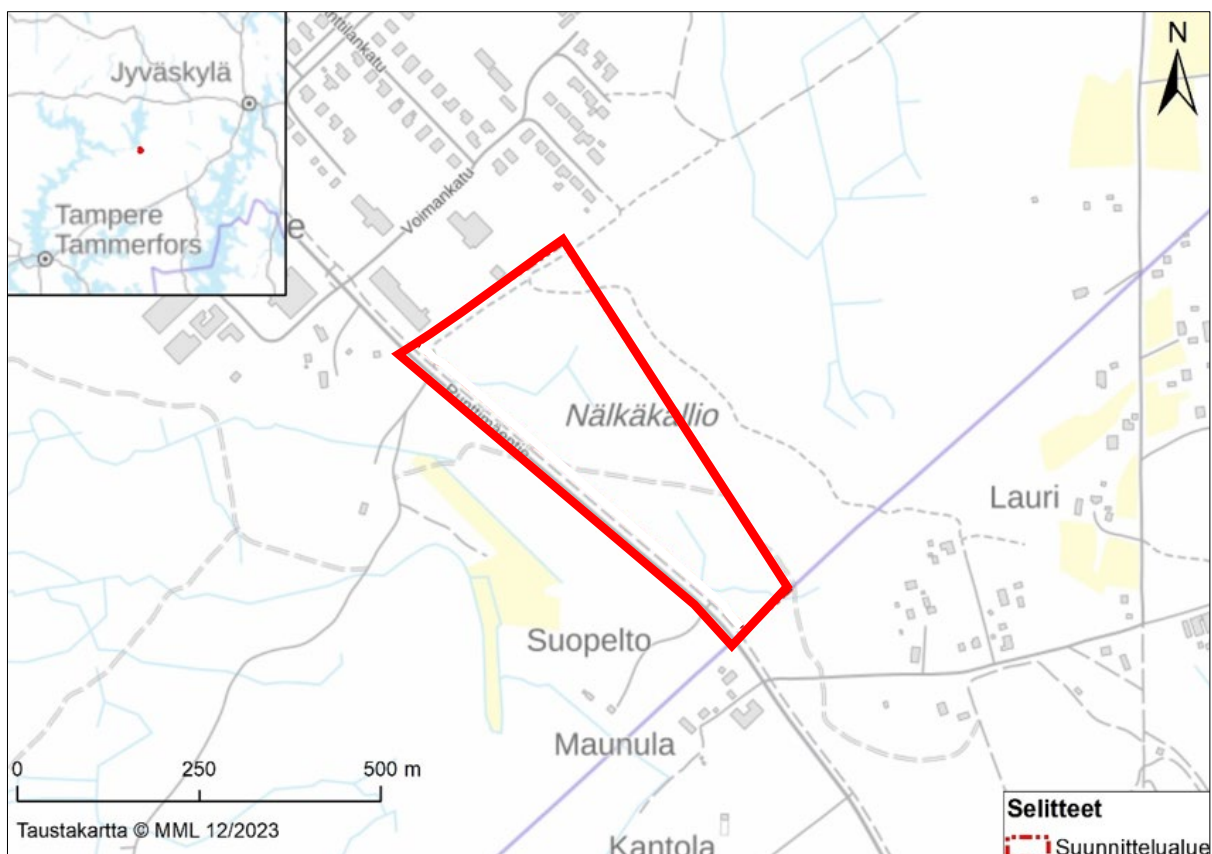 Jyväskylä
Tampere
Tammerfors
N
Voimankatu
e
Nälkäkallio
Lauri
Suopelto
Maunula
0 250 500 m
Taustakartta © MML 12/2023
Kantola
Selitteet
Suunnittelualue